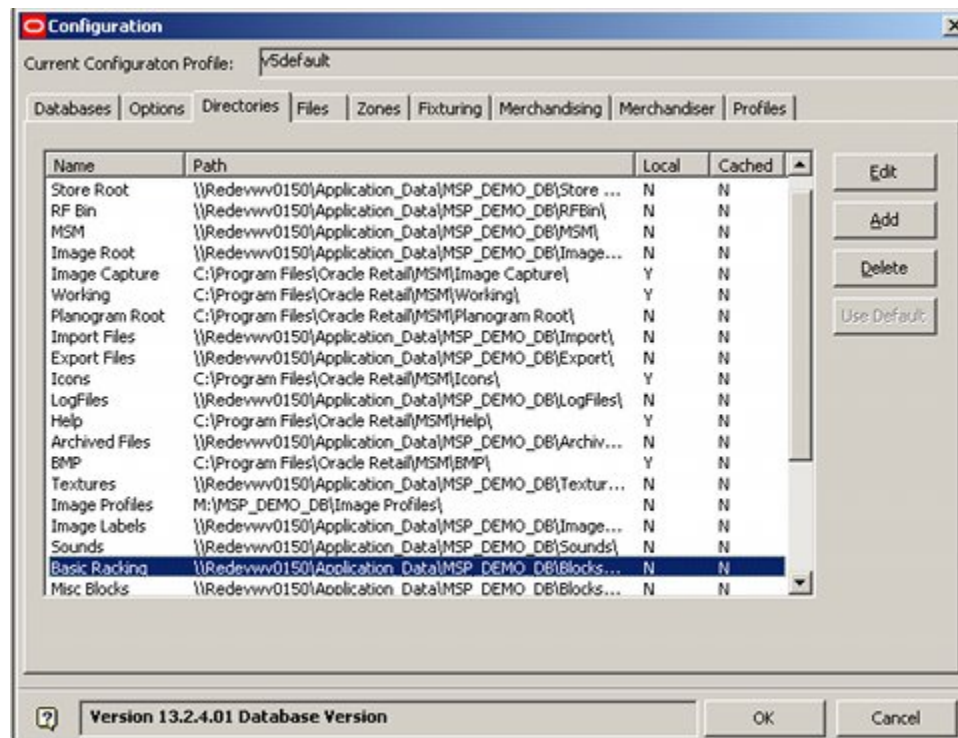 Configuration
Current Configuraton Profile: v5default
Databases Options Directories Files Zones Fixturing Merchandising Merchandiser Profiles
Name Path Local Cached
Store Root \\Redevwv0150\Application_Data\MSP_DEMO_DB\Store ... N N
RF Bin \\Redevwv0150\Application_Data\MSP_DEMO_DB\RFBin\ N N
MSM \\Redevwv0150\Application_Data\MSP_DEMO_DB\MSM\ N N
Image Root \\Redevwv0150\Application_Data\MSP_DEMO_DB\Image... N N
Image Capture C:\Program Files\Oracle Retail\MSM\Image Capture\ Y N
Working C:\Program Files\Oracle Retail\MSM\Working\ Y N
Planogram Root C:\Program Files\Oracle Retail\MSM\Planogram Root\ N N
Import Files \\Redevwv0150\Application_Data\MSP_DEMO_DB\Import\ N N
Export Files \\Redevwv0150\Application_Data\MSP_DEMO_DB\Export\ N N
Icons C:\Program Files\Oracle Retail\MSM\Icons\ Y N
LogFiles \\Redevwv0150\Application_Data\MSP_DEMO_DB\LogFiles\ N N
Help C:\Program Files\Oracle Retail\MSM\Help\ Y N
Archived Files \\Redevwv0150\Application_Data\MSP_DEMO_DB\Archiv... N N
BMP C:\Program Files\Oracle Retail\MSM\BMP\ Y N
Textures \\Redevwv0150\Application_Data\MSP_DEMO_DB\Textur... N N
Image Profiles M:\MSP_DEMO_DB\Image Profiles\ N N
Image Labels \\Redevwv0150\Application_Data\MSP_DEMO_DB\Image... N N
Sounds \\Redevwv0150\Application_Data\MSP_DEMO_DB\Sounds\ N N
Basic Racking \\Redevwv0150\Application_Data\MSP_DEMO_DB\Blocks... N N
Misc Blocks \\Redevwv0150\Application_Data\MSP_DEMO_DB\Blocks... N N
Edit
Add
Delete
Use Default
Version 13.2.4.01 Database Version
OK
Cancel